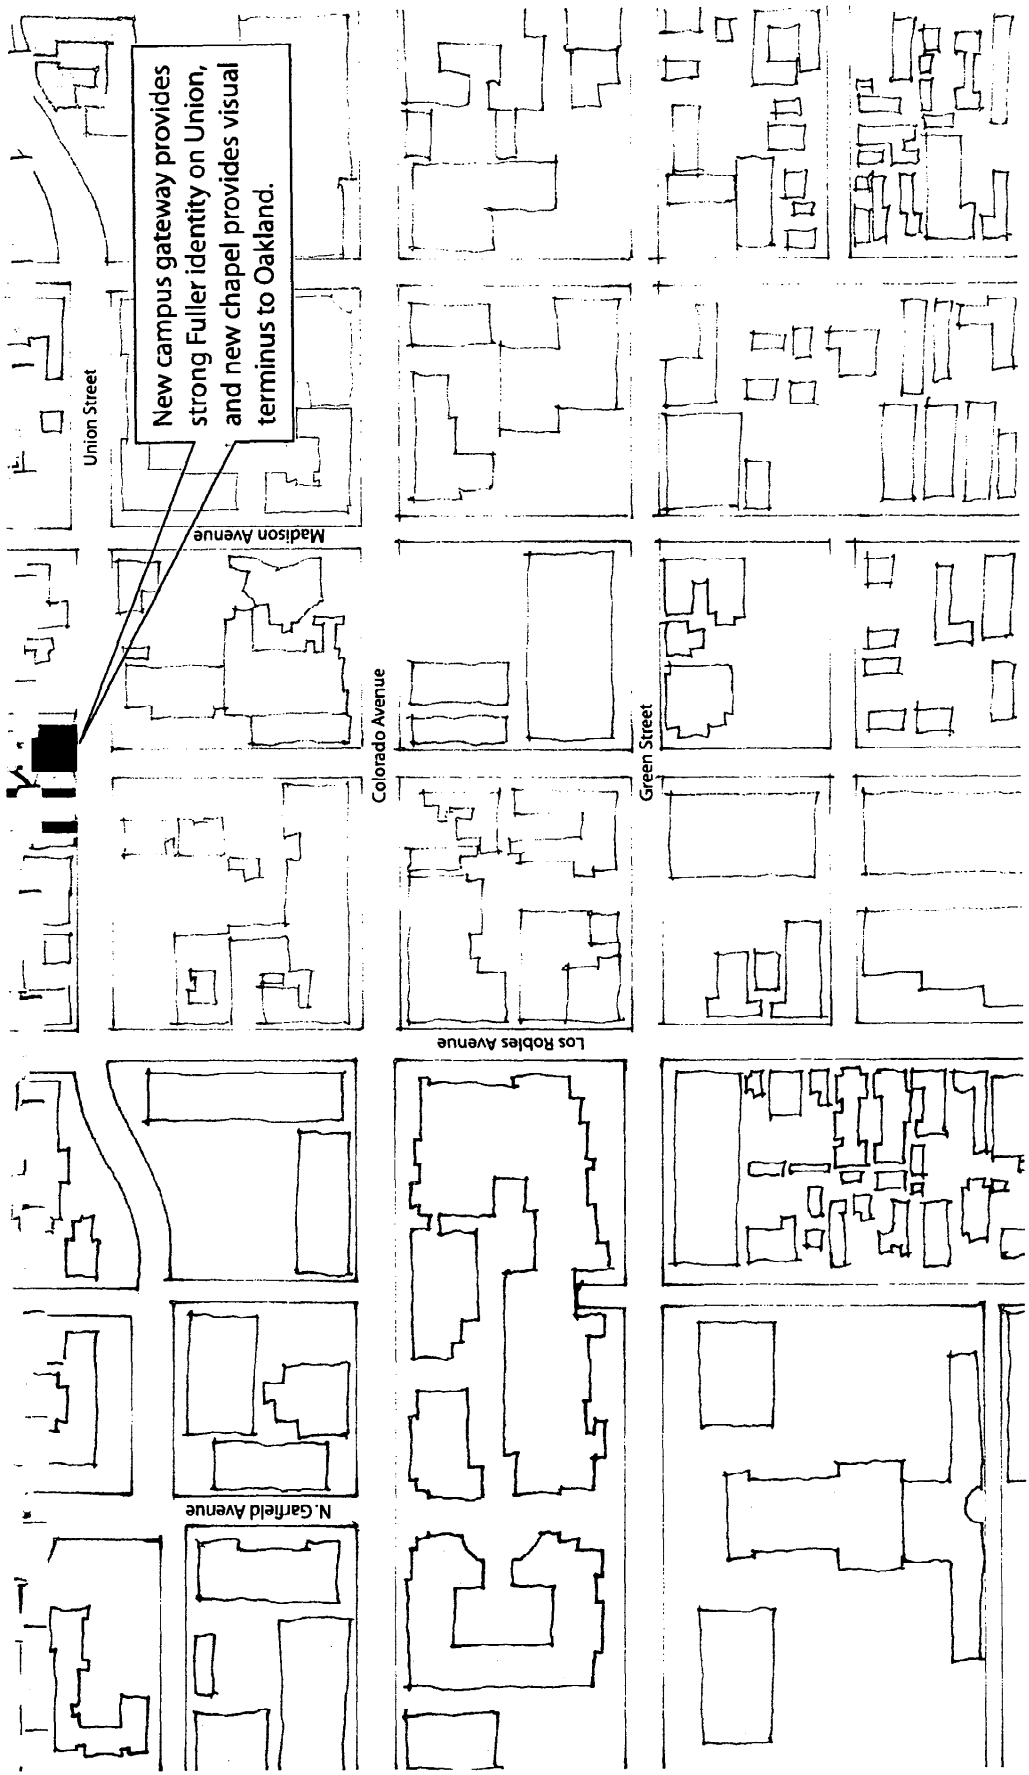 New campus gateway provides
strong Fuller identity on Union,
and new chapel provides visual
terminus to Oakland.
Union Street
Madison Avenue
Colorado Avenue
Green Street
Los Robles Avenue
N. Garfield Avenue